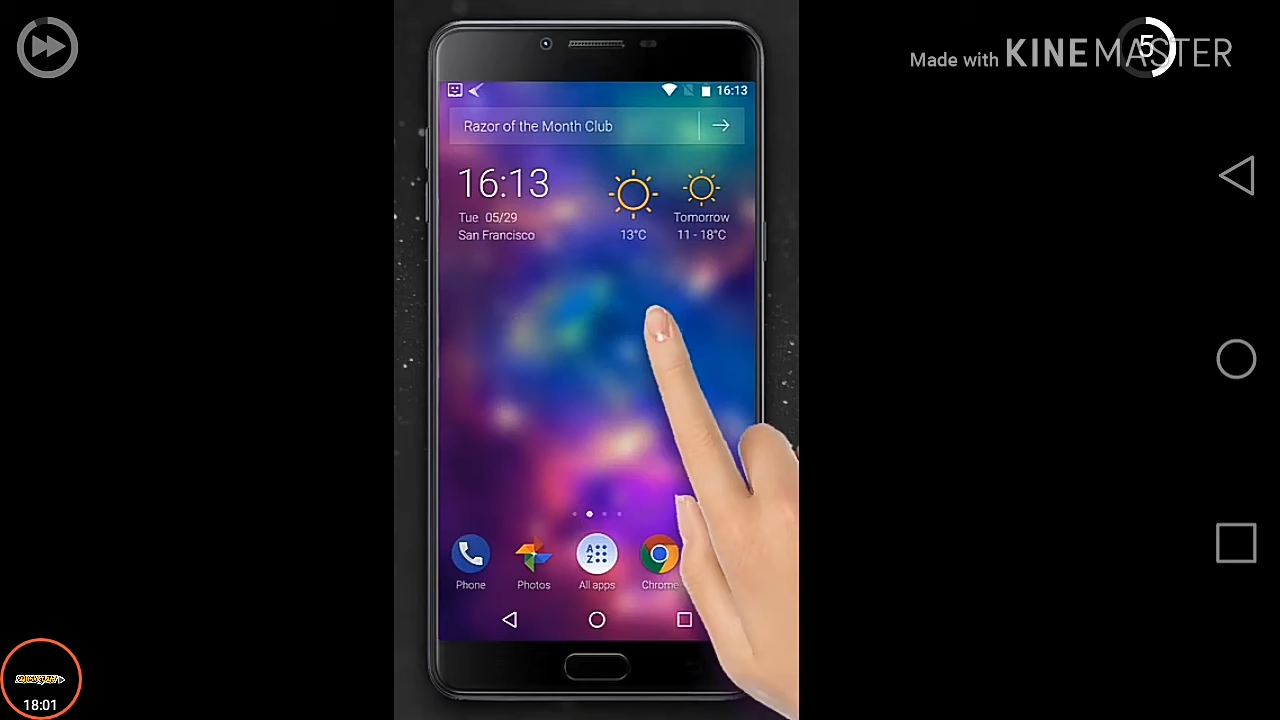 Made with KINEMASTER
5
16:13
Razor of the Month Club
16:13
Tue 05/29
San Francisco
13°C
Tomorrow
11 - 18°C
A
Z
Phone
Photos
All apps
Chrome
18:01